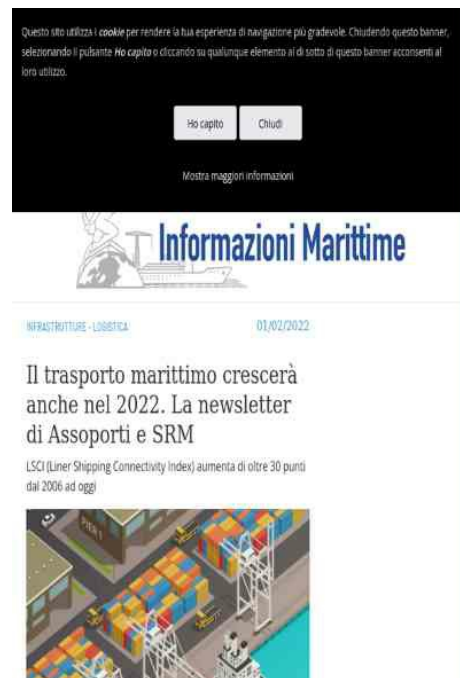 Questo sito utilizza i cookie per rendere la tua esperienza di navigazione più gradevole. Chiudendo questo banner,
selezionando il pulsante Ho capito o cliccando su qualunque elemento al di sotto di questo banner acconsenti al
loro utilizzo.
Ho capito
Chiudi
Mostra maggiori informazioni
Informazioni Marittime
INFRASTRUTTURE - LOGISTICA
01/02/2022
Il trasporto marittimo crescerà
anche nel 2022. La newsletter
di Assoporti e SRM
LSCI (Liner Shipping Connectivity Index) aumenta di oltre 30 punti
dal 2006 ad oggi
PIER 1